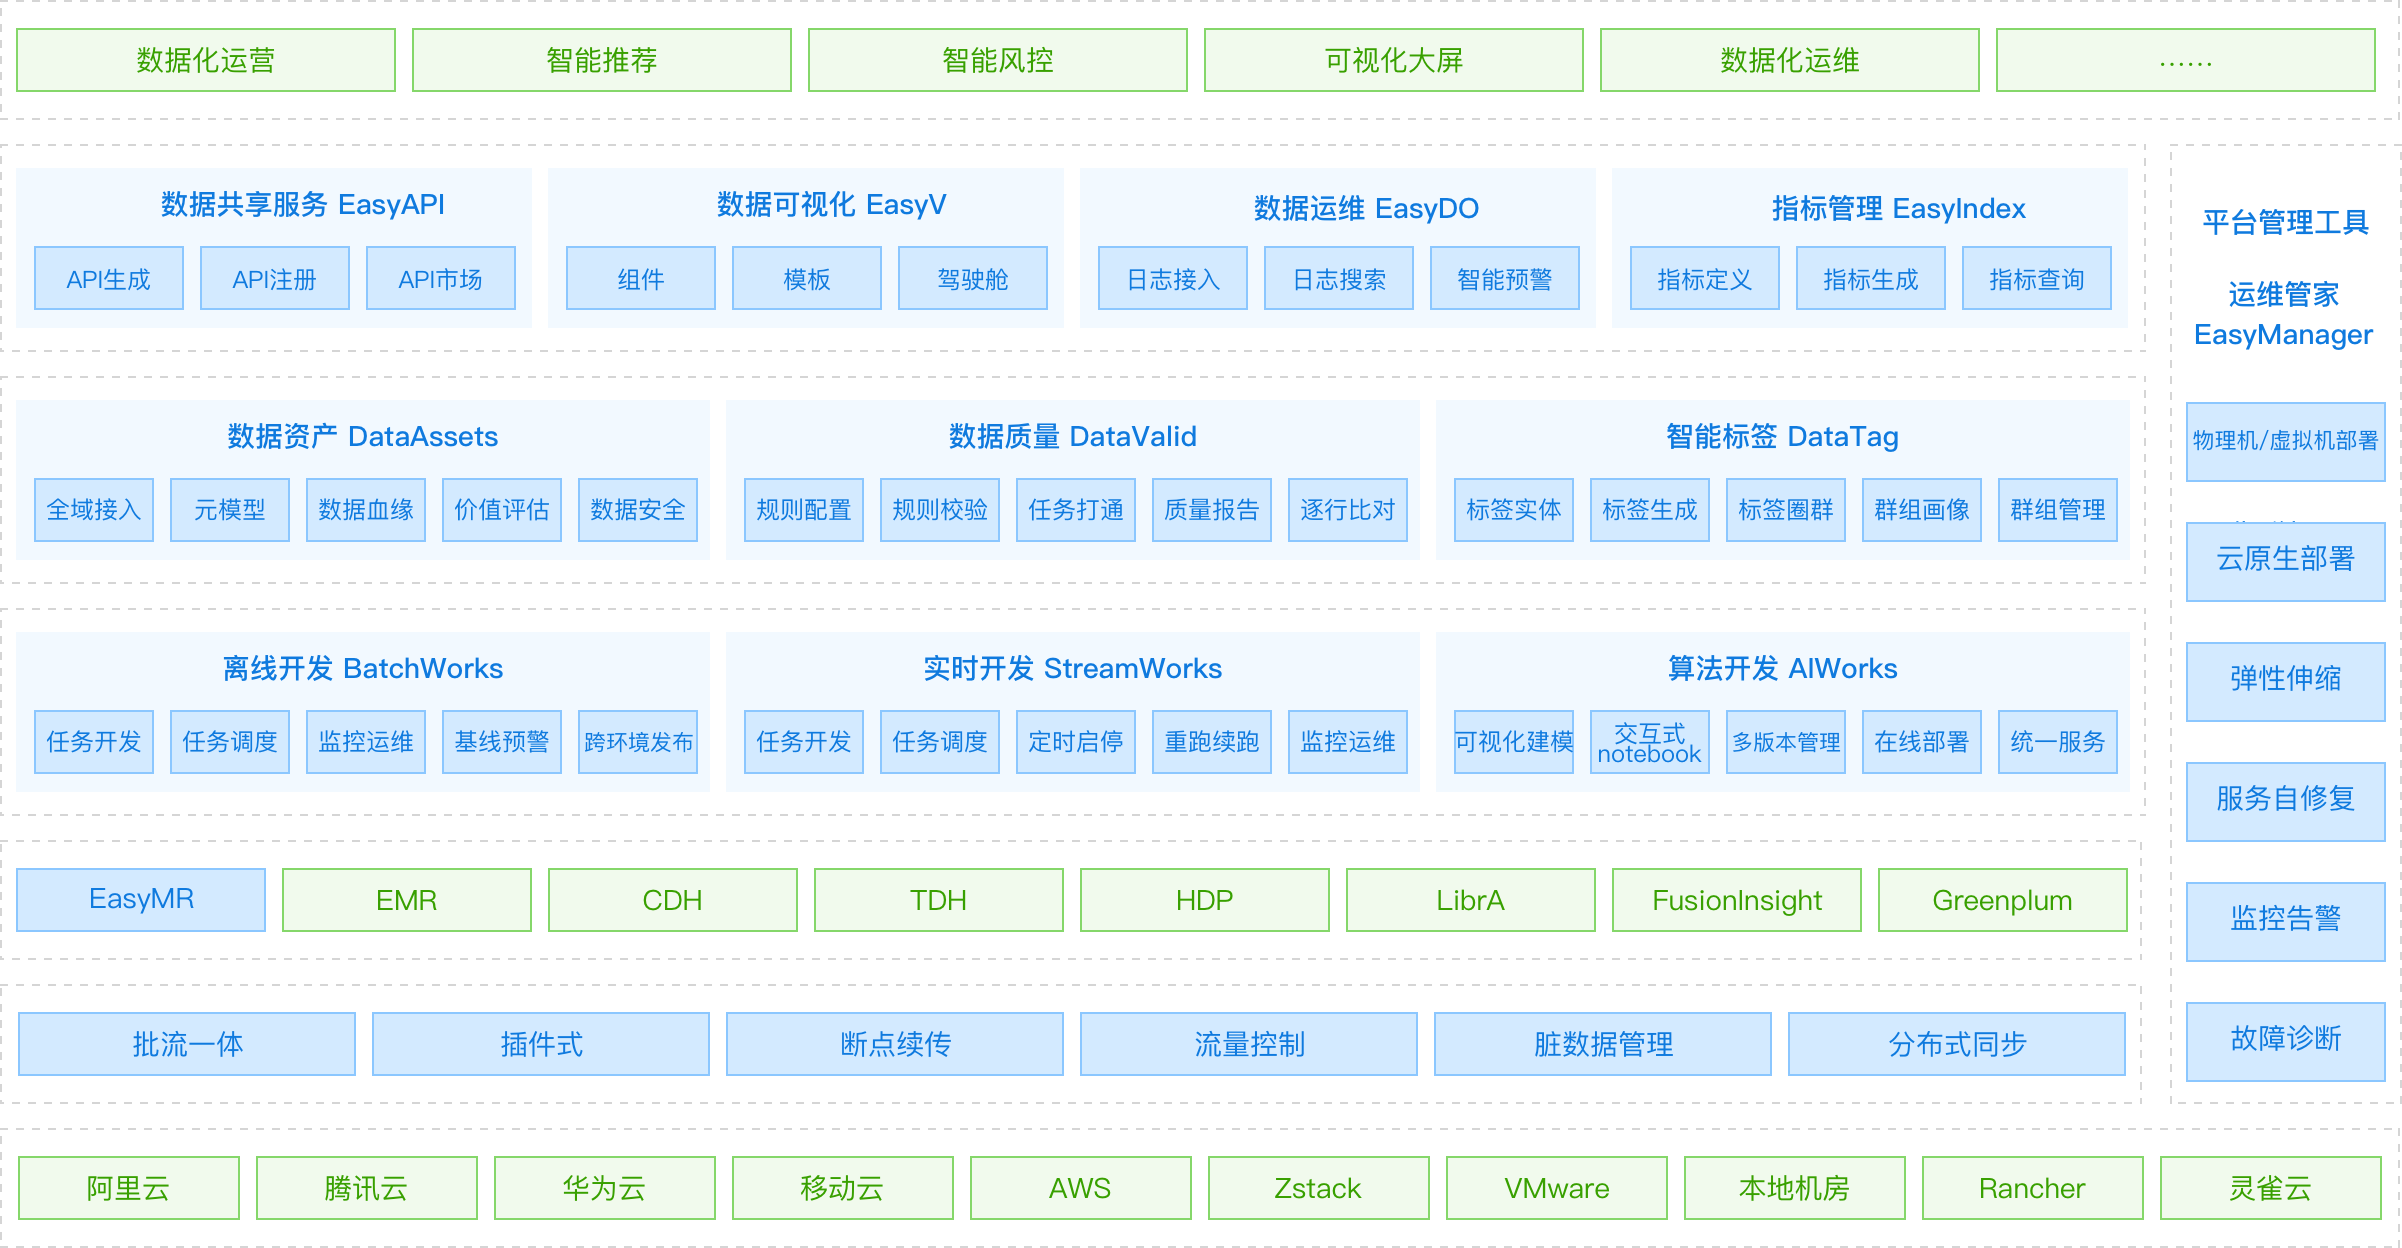 数据化运营
智能推荐
智能风控
可视化大屏
数据化运维
……
数据共享服务 EasyAPI
API生成
API注册
API市场
数据可视化 EasyV
组件
模板
驾驶舱
数据运维 EasyDO
日志接入
日志搜索
智能预警
指标管理 EasyIndex
指标定义
指标生成
指标查询
数据资产 DataAssets
全域接入
元模型
数据血缘
价值评估
数据安全
数据质量 DataValid
规则配置
规则校验
任务打通
质量报告
逐行比对
智能标签 DataTag
标签实体
标签生成
标签圈群
群组画像
群组管理
离线开发 BatchWorks
任务开发
任务调度
监控运维
基线预警
跨环境发布
实时开发 StreamWorks
任务开发
任务调度
定时启停
重跑续跑
监控运维
算法开发 AIWorks
可视化建模
交互式
notebook
多版本管理
在线部署
统一服务
EasyMR
EMR
CDH
TDH
HDP
LibrA
FusionInsight
Greenplum
批流一体
插件式
断点续传
流量控制
脏数据管理
分布式同步
平台管理工具
运维管家
EasyManager
物理机/虚拟机部署
云原生部署
弹性伸缩
服务自修复
监控告警
故障诊断
阿里云
腾讯云
华为云
移动云
AWS
Zstack
VMware
本地机房
Rancher
灵雀云